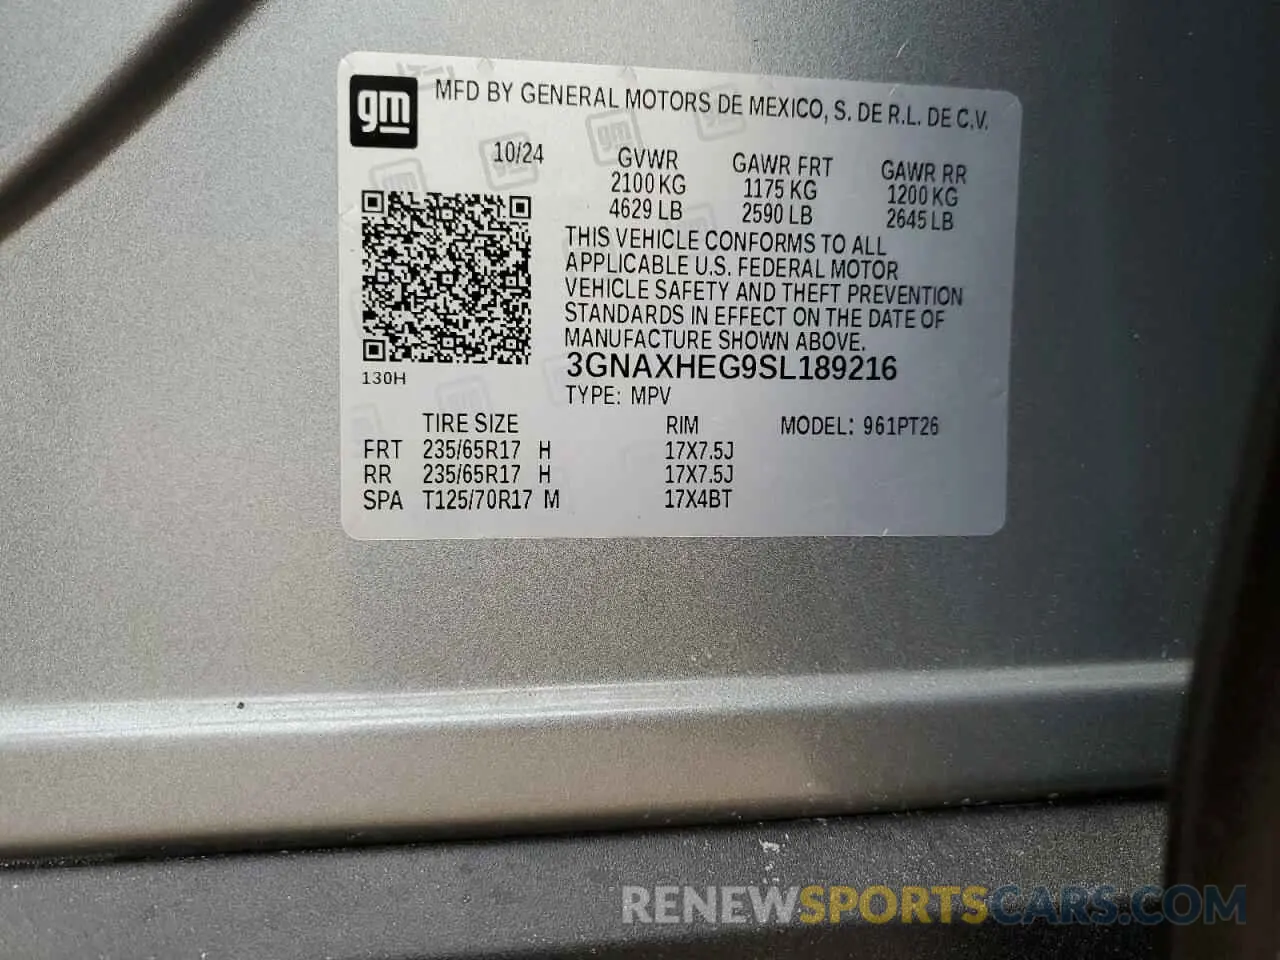 gm
MFD BY GENERAL MOTORS DE MEXICO, S. DE R.L. DE C.V.
10/24
GVWR GAWR FRT GAWR RR
2100 KG 1175 KG 1200 KG
4629 LB 2590 LB 2645 LB
THIS VEHICLE CONFORMS TO ALL
APPLICABLE U.S. FEDERAL MOTOR
VEHICLE SAFETY AND THEFT PREVENTION
STANDARDS IN EFFECT ON THE DATE OF
MANUFACTURE SHOWN ABOVE.
3GNAXHEG9SL189216
130H
TYPE: MPV
TIRE SIZE RIM MODEL: 961PT26
FRT 235/65R17 H 17X7.5J
RR 235/65R17 H 17X7.5J
SPA T125/70R17 M 17X4BT
RENEWSPORTSCARS.COM